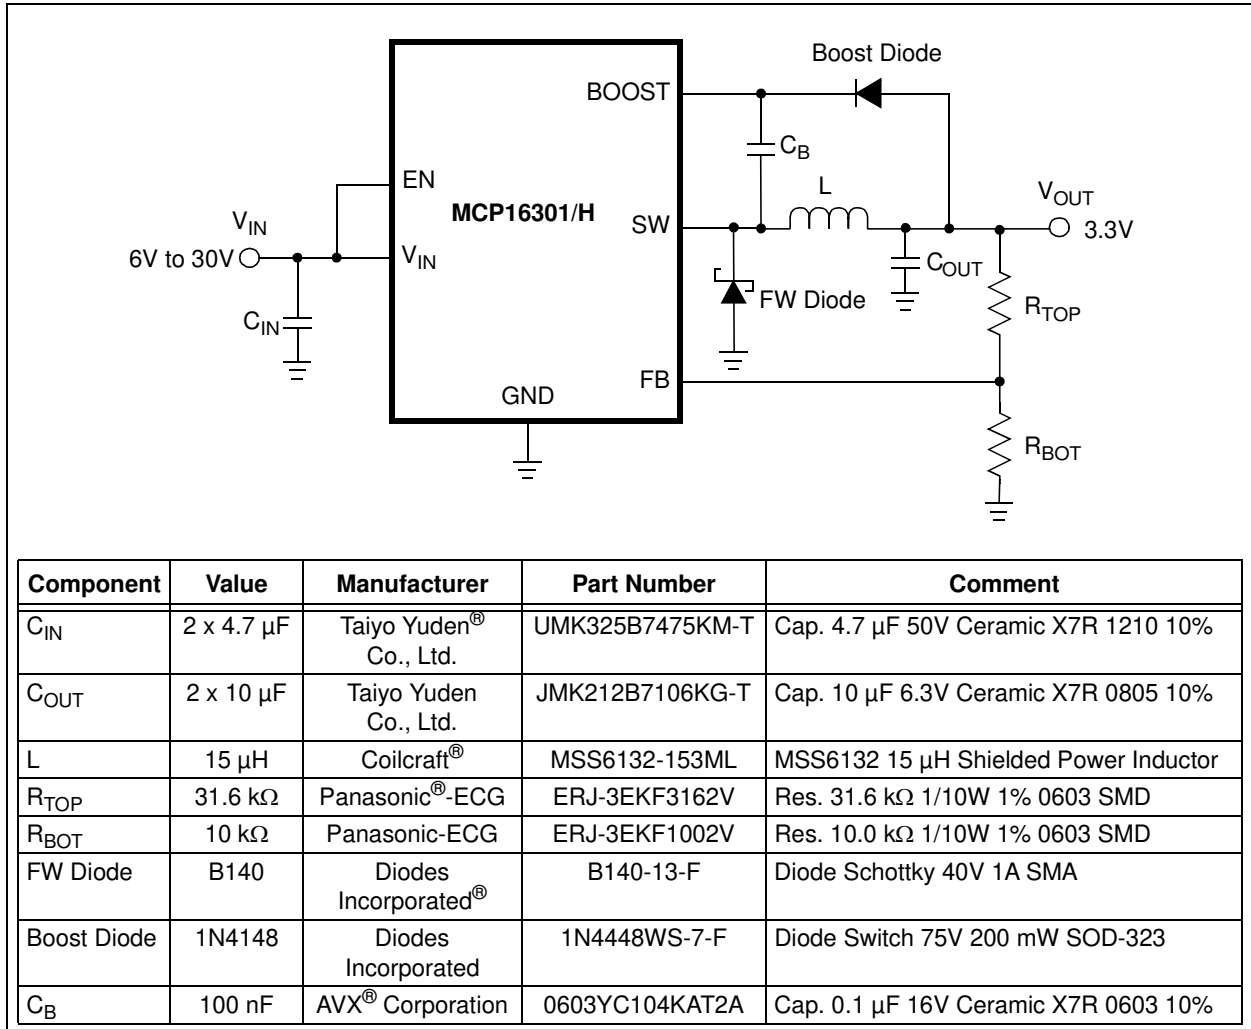 Boost Diode
BOOST
C_B
EN
L
V_OUT
MCP16301/H
V_IN
SW
3.3V
6V to 30V
V_IN
C_OUT
FW Diode
R_TOP
C_IN
FB
GND
R_BOT
Component Value Manufacturer Part Number Comment
C_IN 2 x 4.7 µF Taiyo Yuden® UMK325B7475KM-T Cap. 4.7 µF 50V Ceramic X7R 1210 10%
Co., Ltd.
C_OUT 2 x 10 µF Taiyo Yuden JMK212B7106KG-T Cap. 10 µF 6.3V Ceramic X7R 0805 10%
Co., Ltd.
L 15 µH Coilcraft® MSS6132-153ML MSS6132 15 µH Shielded Power Inductor
R_TOP 31.6 kΩ Panasonic®-ECG ERJ-3EKF3162V Res. 31.6 kΩ 1/10W 1% 0603 SMD
R_BOT 10 kΩ Panasonic-ECG ERJ-3EKF1002V Res. 10.0 kΩ 1/10W 1% 0603 SMD
FW Diode B140 Diodes B140-13-F Diode Schottky 40V 1A SMA
Incorporated®
Boost Diode 1N4148 Diodes 1N4448WS-7-F Diode Switch 75V 200 mW SOD-323
Incorporated
C_B 100 nF AVX® Corporation 0603YC104KAT2A Cap. 0.1 µF 16V Ceramic X7R 0603 10%